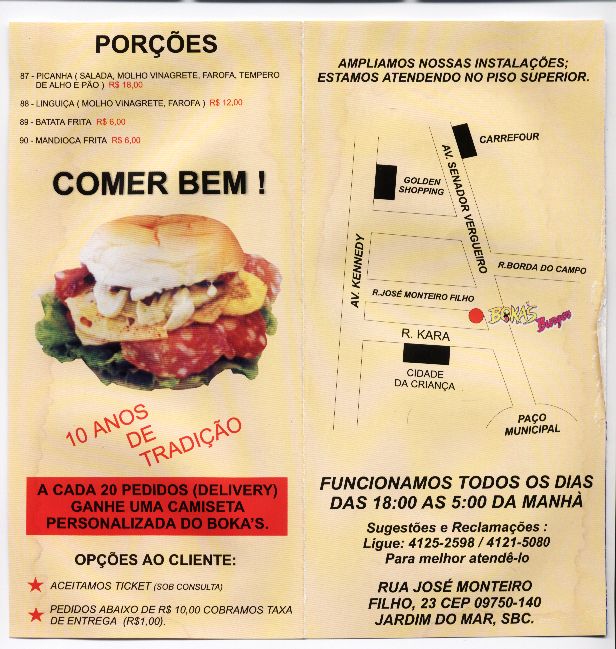 PORÇÕES
87 - PICANHA ( SALADA, MOLHO VINAGRETE, FAROFA, TEMPERO
DE ALHO E PÃO ) R$ 18,00
88 - LINGUIÇA ( MOLHO VINAGRETE, FAROFA ) R$ 12,00
89 - BATATA FRITA R$ 6,00
90 - MANDIOCA FRITA R$ 6,00
COMER BEM !
10 ANOS
DE
TRADIÇÃO
A CADA 20 PEDIDOS (DELIVERY)
GANHE UMA CAMISETA
PERSONALIZADA DO BOKA'S.
OPÇÕES AO CLIENTE:
ACEITAMOS TICKET (SOB CONSULTA)
PEDIDOS ABAIXO DE R$ 10,00 COBRAMOS TAXA
DE ENTREGA (R$1,00).
AMPLIAMOS NOSSAS INSTALAÇÕES;
ESTAMOS ATENDENDO NO PISO SUPERIOR.
CARREFOUR
AV. SENADOR VERGUEIRO
GOLDEN
SHOPPING
AV. KENNEDY
R.BORDA DO CAMPO
R.JOSÉ MONTEIRO FILHO
BOKA'S
Burger
R. KARA
CIDADE
DA CRIANÇA
PAÇO
MUNICIPAL
FUNCIONAMOS TODOS OS DIAS
DAS 18:00 AS 5:00 DA MANHÀ
Sugestões e Reclamações :
Ligue: 4125-2598 / 4121-5080
Para melhor atendê-lo
RUA JOSÉ MONTEIRO
FILHO, 23 CEP 09750-140
JARDIM DO MAR, SBC.